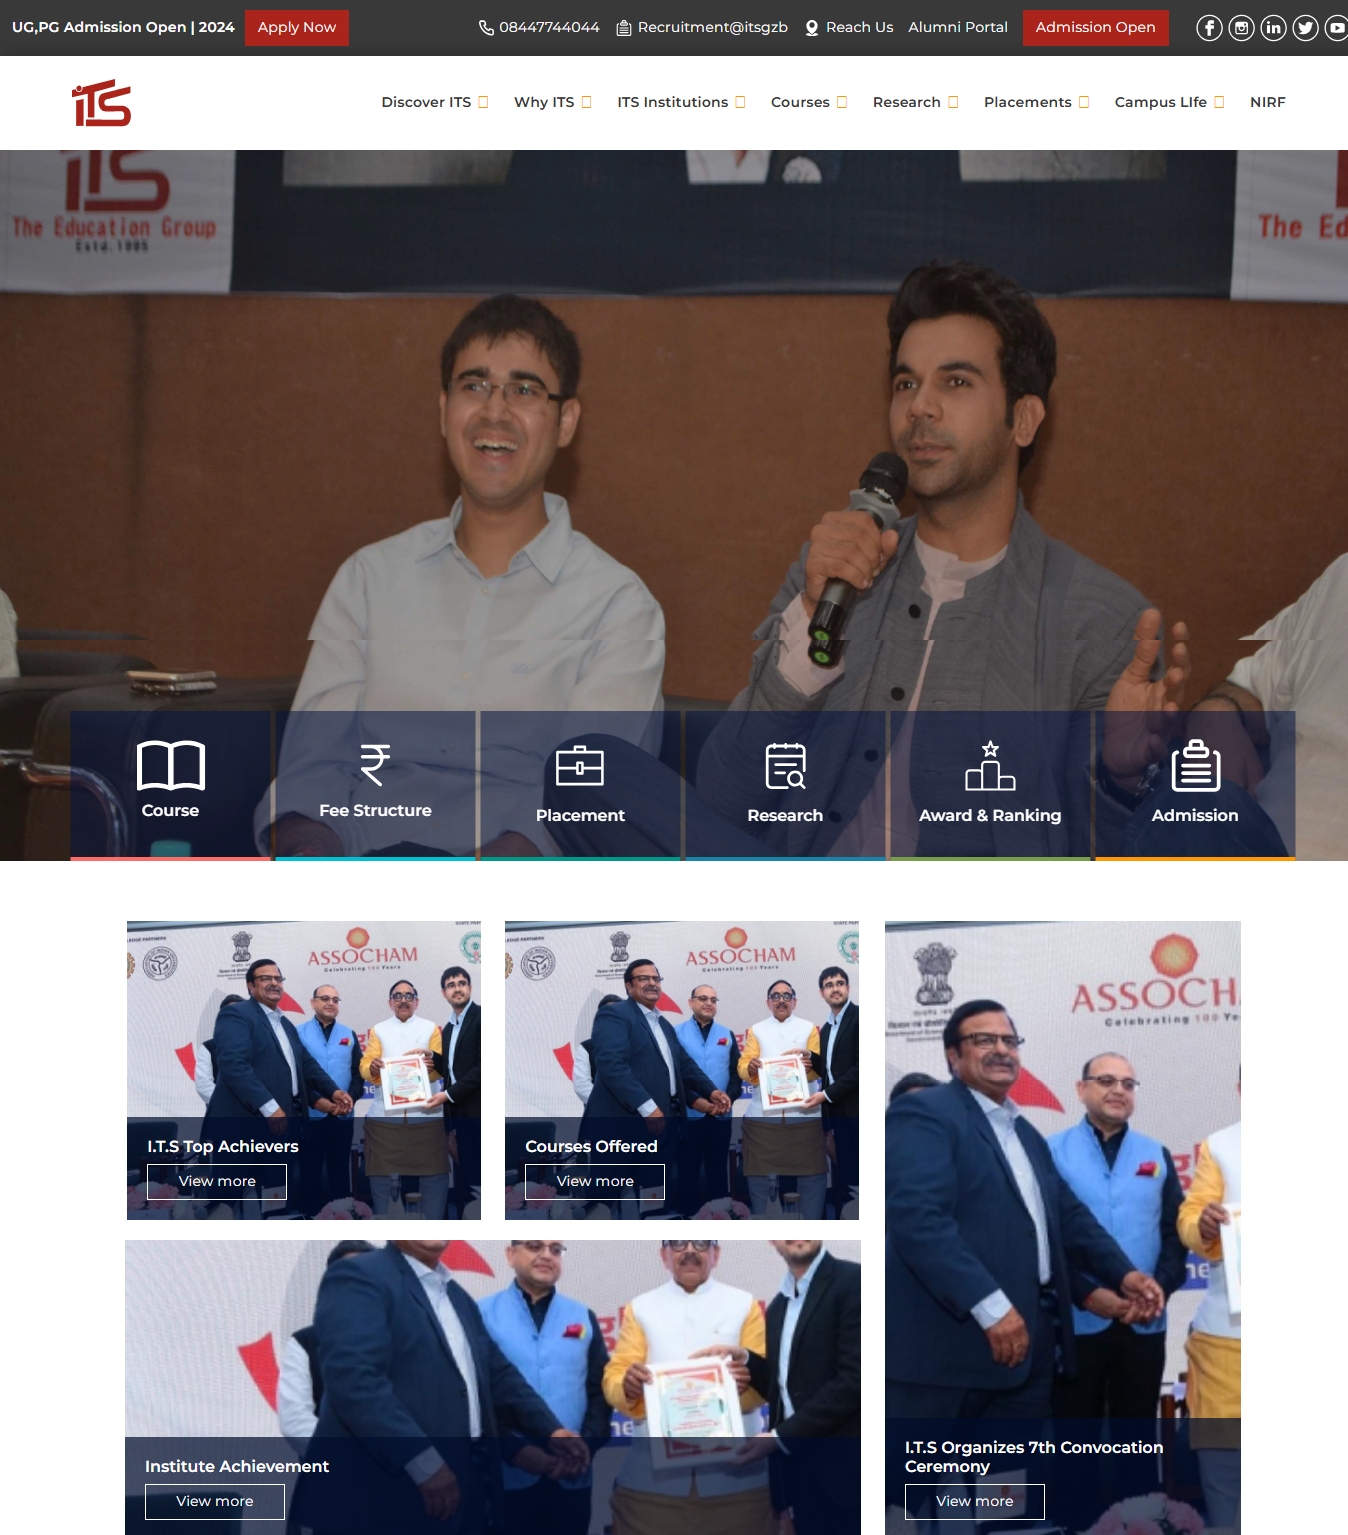 UG,PG Admission Open | 2024
Apply Now
08447744044
Recruitment@itsgzb
Reach Us
Alumni Portal
Admission Open
iTS
Discover ITS
Why ITS
ITS Institutions
Courses
Research
Placements
Campus LIfe
NIRF
iTS
The Education Group
Estd.1995
The Ed
Course
Fee Structure
Placement
Research
Award & Ranking
Admission
ASSOCHAM
Celebrating 100 Years
I.T.S Top Achievers
View more
ASSOCHAM
Celebrating 100 Years
Courses Offered
View more
ASSOCH
Celebrating 100 Ye
I.T.S Organizes 7th Convocation
Ceremony
View more
Institute Achievement
View more